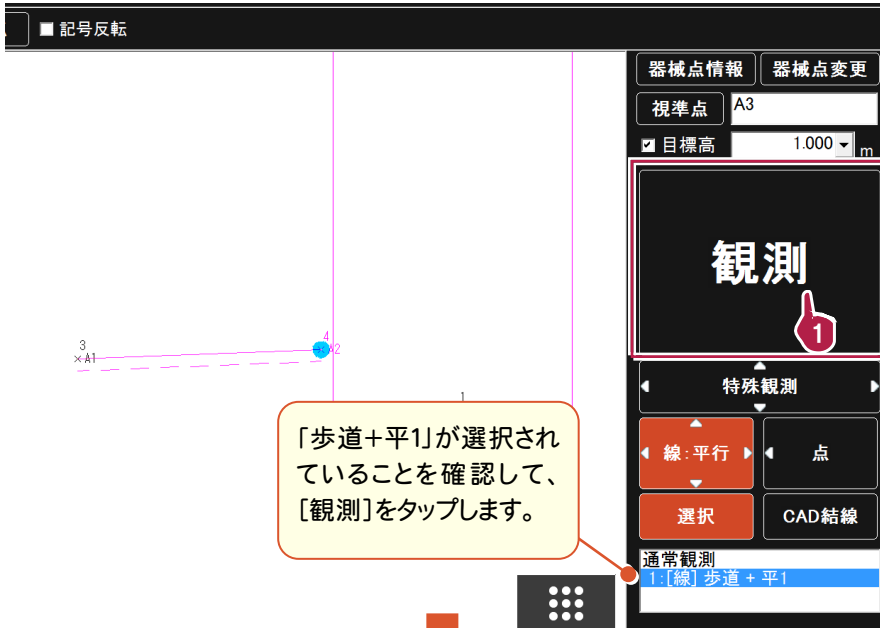 記号反転
器械点情報 器械点変更
視準点 A3
目標高 1.000 m
観測
1
特殊観測
線:平行 点
選択 CAD結線
通常観測
1:[線] 歩道 + 平1
3
A1
4
A2
1
「歩道+平1」が選択され
ていることを確認して、
[観測]をタップします。